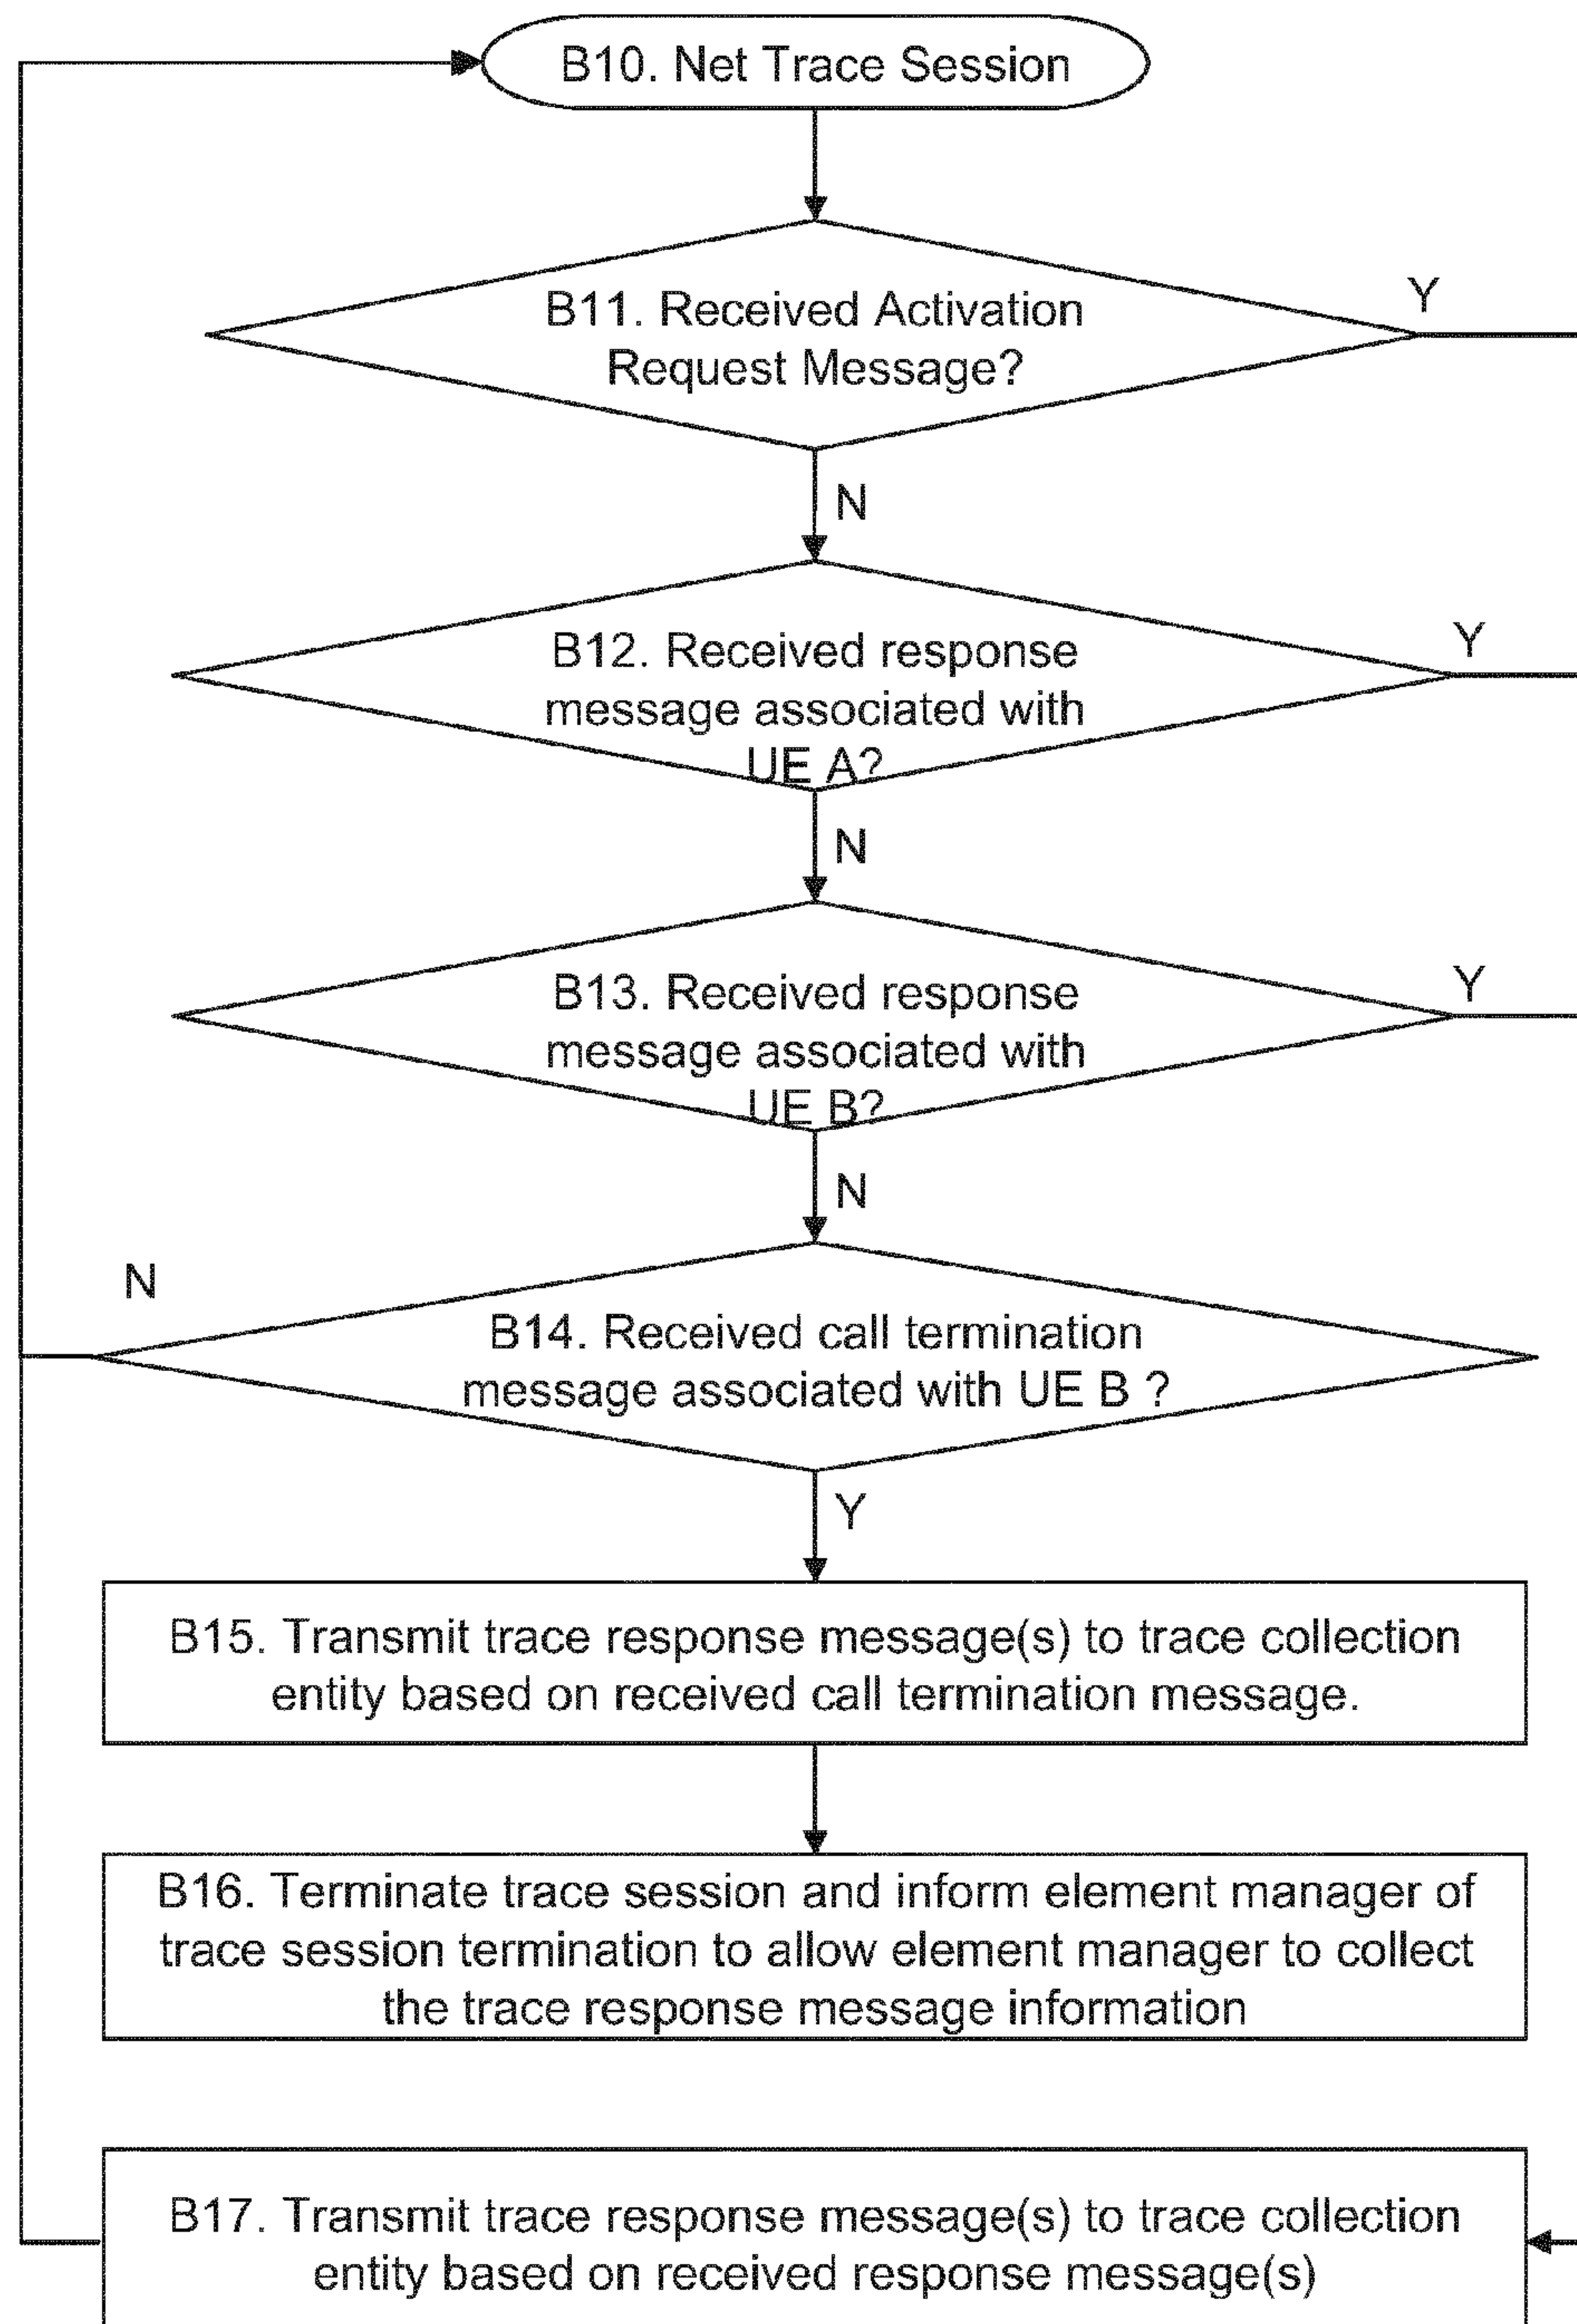 B10. Net Trace Session
B11. Received Activation
Request Message?
Y
N
B12. Received response
message associated with
UE A?
Y
N
B13. Received response
message associated with
UE B?
Y
N
B14. Received call termination
message associated with UE B ?
N
Y
B15. Transmit trace response message(s) to trace collection
entity based on received call termination message.
B16. Terminate trace session and inform element manager of
trace session termination to allow element manager to collect
the trace response message information
B17. Transmit trace response message(s) to trace collection
entity based on received response message(s)